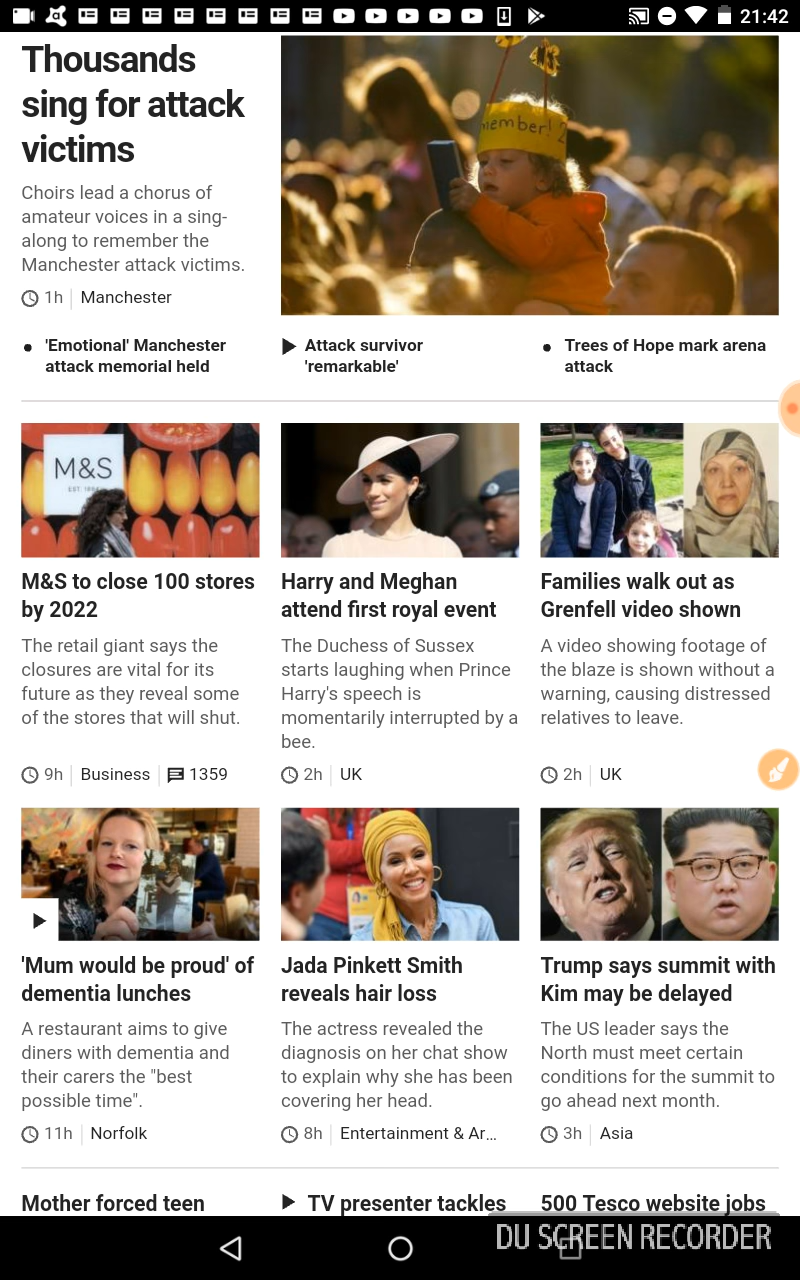 21:42
Thousands
sing for attack
victims
Choirs lead a chorus of
amateur voices in a sing-
along to remember the
Manchester attack victims.
1h Manchester
member! 2
'Emotional' Manchester
attack memorial held
Attack survivor
'remarkable'
Trees of Hope mark arena
attack
M&S
EST. 1884
M&S to close 100 stores
by 2022
The retail giant says the
closures are vital for its
future as they reveal some
of the stores that will shut.
9h Business 1359
Harry and Meghan
attend first royal event
The Duchess of Sussex
starts laughing when Prince
Harry's speech is
momentarily interrupted by a
bee.
2h UK
Families walk out as
Grenfell video shown
A video showing footage of
the blaze is shown without a
warning, causing distressed
relatives to leave.
2h UK
'Mum would be proud' of
dementia lunches
A restaurant aims to give
diners with dementia and
their carers the "best
possible time".
11h Norfolk
Jada Pinkett Smith
reveals hair loss
The actress revealed the
diagnosis on her chat show
to explain why she has been
covering her head.
8h Entertainment & Ar...
Trump says summit with
Kim may be delayed
The US leader says the
North must meet certain
conditions for the summit to
go ahead next month.
3h Asia
Mother forced teen
TV presenter tackles
500 Tesco website jobs
DU SCREEN RECORDER